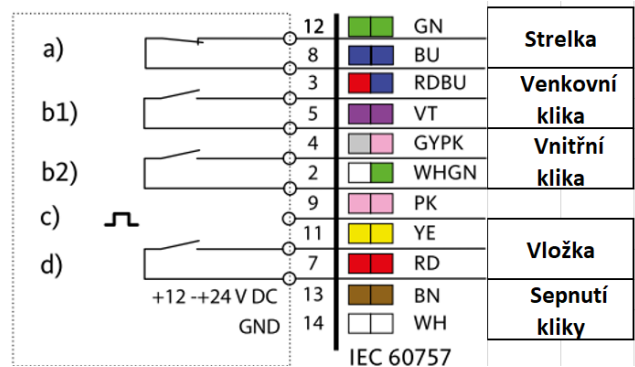 12 GN
a) 8 BU
Strelka
3 RDBU
b1) 5 VT
Venkovní
klika
4 GYPK
b2) 2 WHGN
Vnitřní
klika
9 PK
c) 11 YE
d) 7 RD
Vložka
+12 -+24 V DC 13 BN
GND 14 WH
Sepnutí
kliky
IEC 60757